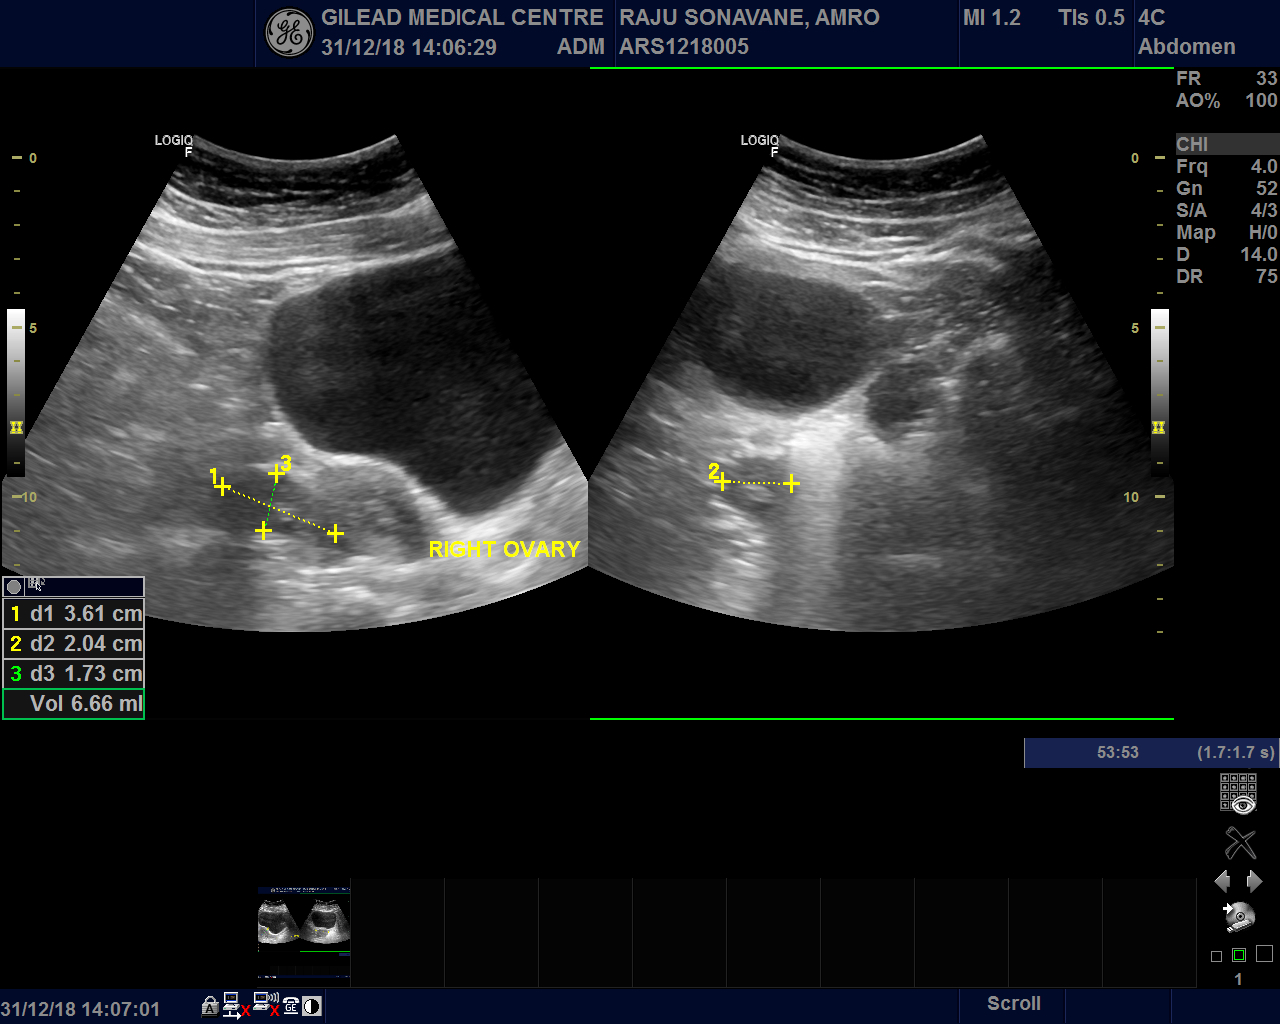 GILEAD MEDICAL CENTRE
31/12/18 14:06:29 ADM
RAJU SONAVANE, AMRO
ARS1218005
MI 1.2 TIs 0.5
4C
Abdomen
FR 33
AO% 100
CHI
Frq 4.0
Gn 52
S/A 4/3
Map H/0
D 14.0
DR 75
LOGIQ
F
0
5
10
1
3
RIGHT OVARY
LOGIQ
F
0
5
10
2
1 d1 3.61 cm
2 d2 2.04 cm
3 d3 1.73 cm
Vol 6.66 ml
53:53 (1.7:1.7 s)
1
31/12/18 14:07:01
A
GE
Scroll